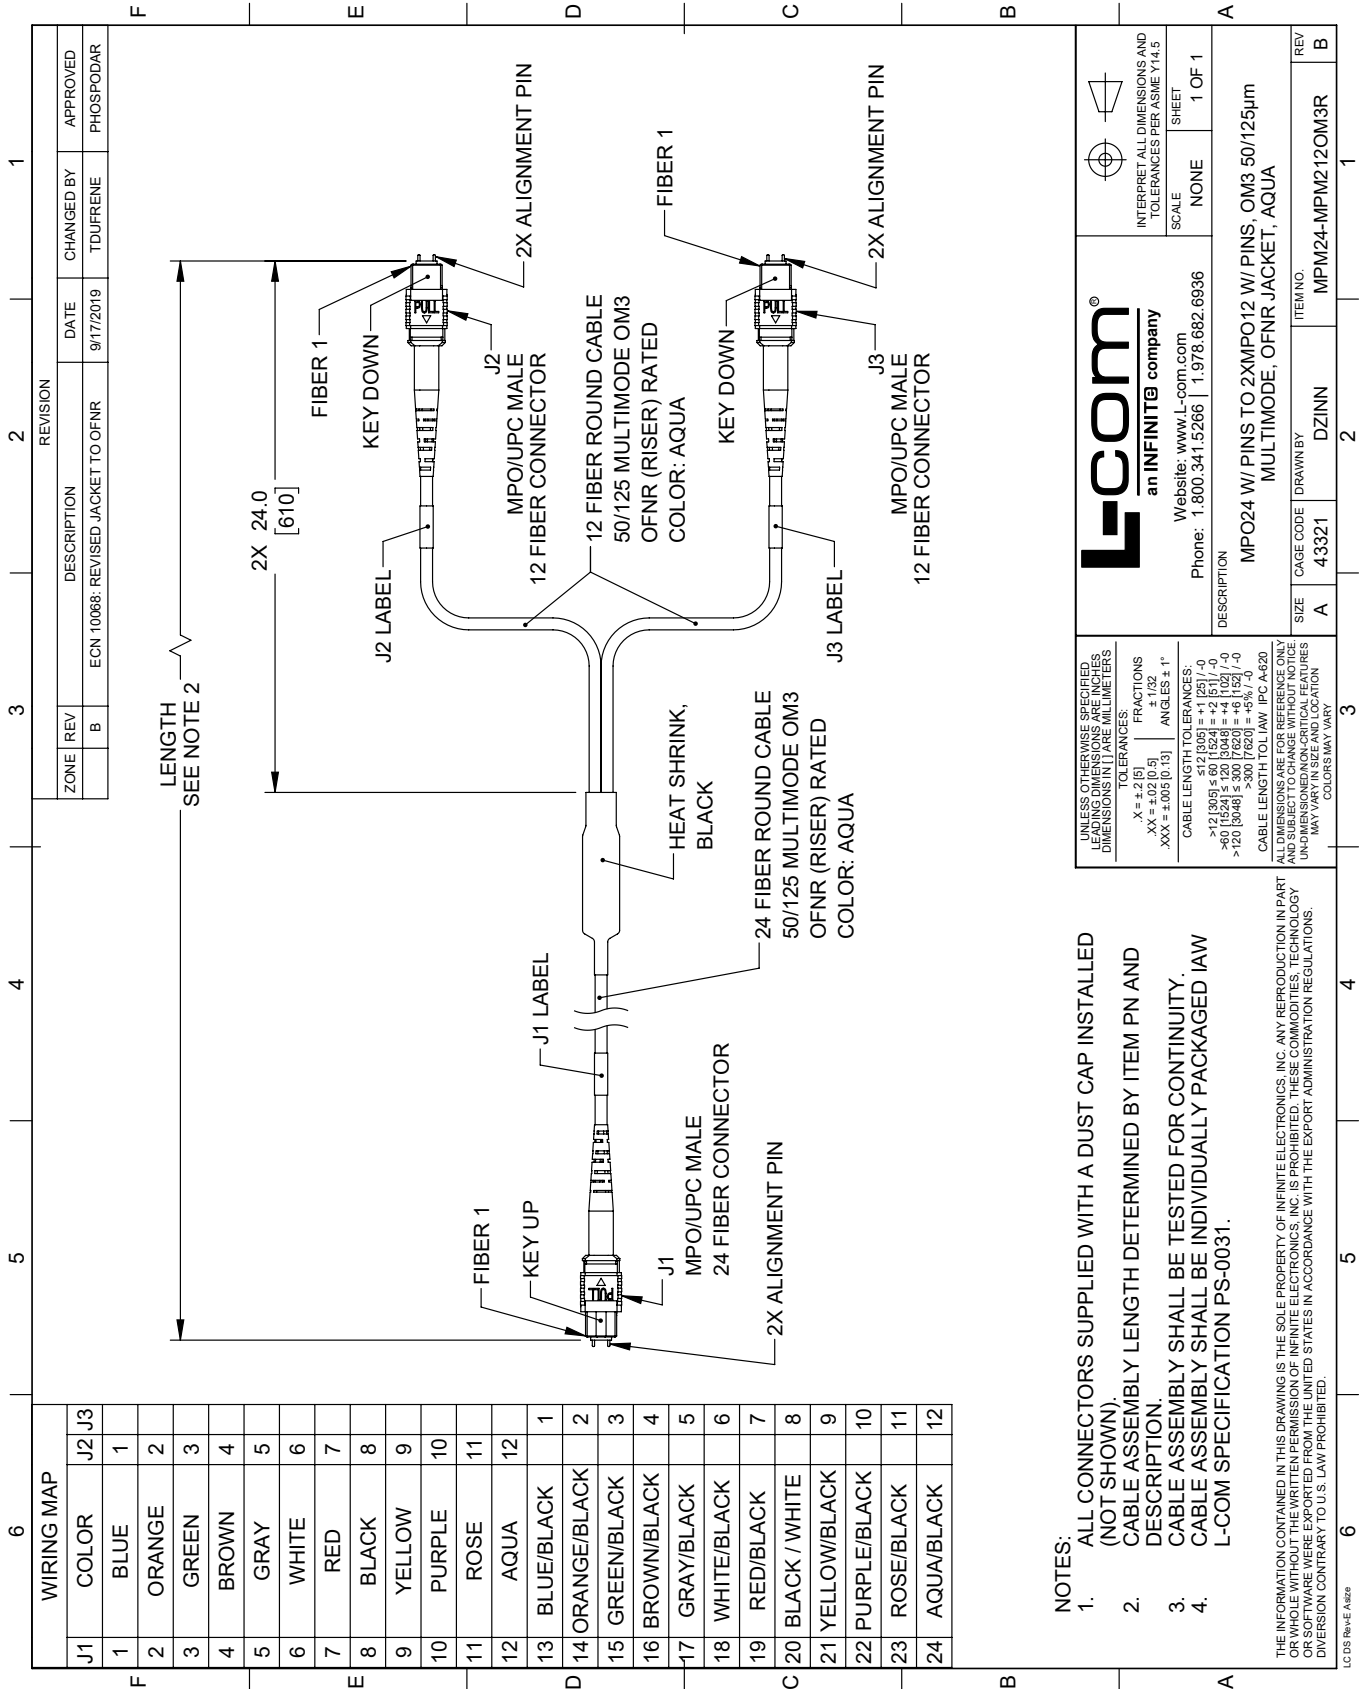 REVISION
ZONE REV DESCRIPTION DATE CHANGED BY APPROVED
B ECN 10068: REVISED JACKET TO OFNR 9/17/2019 TDUFRENE PHOSPODAR
6 5 4 3 2 1
F
E
D
C
B
A
WIRING MAP
J1 COLOR J2 J3
1 BLUE 1
2 ORANGE 2
3 GREEN 3
4 BROWN 4
5 GRAY 5
6 WHITE 6
7 RED 7
8 BLACK 8
9 YELLOW 9
10 PURPLE 10
11 ROSE 11
12 AQUA 12
13 BLUE/BLACK 1
14 ORANGE/BLACK 2
15 GREEN/BLACK 3
16 BROWN/BLACK 4
17 GRAY/BLACK 5
18 WHITE/BLACK 6
19 RED/BLACK 7
20 BLACK / WHITE 8
21 YELLOW/BLACK 9
22 PURPLE/BLACK 10
23 ROSE/BLACK 11
24 AQUA/BLACK 12
LENGTH
SEE NOTE 2
2X 24.0
[610]
FIBER 1
KEY UP
PULL
J1
MPO/UPC MALE
24 FIBER CONNECTOR
2X ALIGNMENT PIN
J1 LABEL
24 FIBER ROUND CABLE
50/125 MULTIMODE OM3
OFNR (RISER) RATED
COLOR: AQUA
HEAT SHRINK,
BLACK
J2 LABEL
FIBER 1
KEY DOWN
PULL
J2
MPO/UPC MALE
12 FIBER CONNECTOR
2X ALIGNMENT PIN
12 FIBER ROUND CABLE
50/125 MULTIMODE OM3
OFNR (RISER) RATED
COLOR: AQUA
J3 LABEL
FIBER 1
KEY DOWN
PULL
J3
MPO/UPC MALE
12 FIBER CONNECTOR
2X ALIGNMENT PIN
NOTES:
1. ALL CONNECTORS SUPPLIED WITH A DUST CAP INSTALLED
(NOT SHOWN).
2. CABLE ASSEMBLY LENGTH DETERMINED BY ITEM PN AND
DESCRIPTION.
3. CABLE ASSEMBLY SHALL BE TESTED FOR CONTINUITY.
4. CABLE ASSEMBLY SHALL BE INDIVIDUALLY PACKAGED IAW
L-COM SPECIFICATION PS-0031.
THE INFORMATION CONTAINED IN THIS DRAWING IS THE SOLE PROPERTY OF INFINITE ELECTRONICS, INC. ANY REPRODUCTION IN PART
OR WHOLE WITHOUT THE WRITTEN PERMISSION OF INFINITE ELECTRONICS, INC. IS PROHIBITED. THESE COMMODITIES, TECHNOLOGY
OR SOFTWARE WERE EXPORTED FROM THE UNITED STATES IN ACCORDANCE WITH THE EXPORT ADMINISTRATION REGULATIONS.
DIVERSION CONTRARY TO U.S. LAW PROHIBITED.
UNLESS OTHERWISE SPECIFIED
LEADING DIMENSIONS ARE INCHES
DIMENSIONS IN [ ] ARE MILLIMETERS
TOLERANCES:
.X = ±.2 [5] FRACTIONS
.XX = ±.02 [0.5] ± 1/32
.XXX = ±.005 [0.13] ANGLES ± 1°
CABLE LENGTH TOLERANCES:
≤12 [305] = +1 [25] / -0
>12 [305] ≤ 60 [1524] = +2 [51] / -0
>60 [1524] ≤ 120 [3048] = +4 [102] / -0
>120 [3048] ≤ 300 [7620] = +6 [152] / -0
>300 [7620] = +5% / -0
CABLE LENGTH TOL IAW IPC A-620
ALL DIMENSIONS ARE FOR REFERENCE ONLY
AND SUBJECT TO CHANGE WITHOUT NOTICE.
UN-DIMENSIONED/NON-CRITICAL FEATURES
MAY VARY IN SIZE AND LOCATION
COLORS MAY VARY
L-com®
an INFINITE company
Website: www.L-com.com
Phone: 1.800.341.5266 | 1.978.682.6936
INTERPRET ALL DIMENSIONS AND
TOLERANCES PER ASME Y14.5
SCALE NONE
SHEET 1 OF 1
DESCRIPTION
MPO24 W/ PINS TO 2XMPO12 W/ PINS, OM3 50/125µm
MULTIMODE, OFNR JACKET, AQUA
SIZE A
CAGE CODE 43321
DRAWN BY DZINN
ITEM NO. MPM24-MPM212OM3R
REV B
LC DS Rev-E Asize
6 5 4 3 2 1
F
E
D
C
B
A